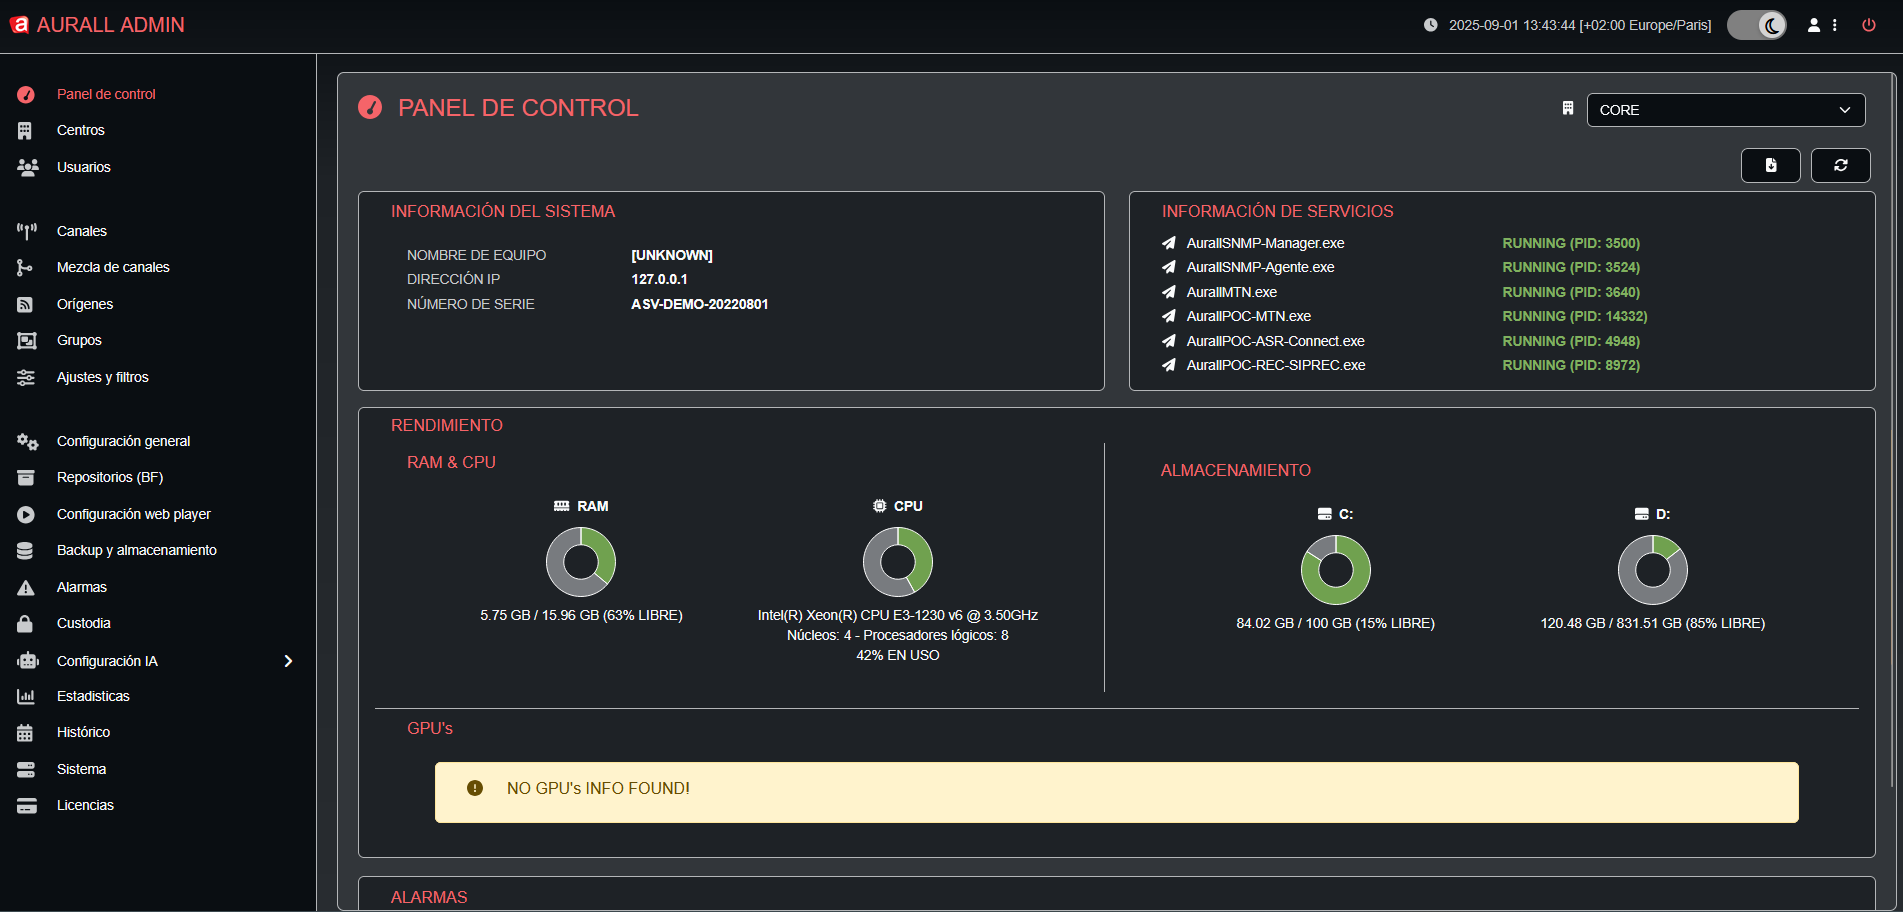 AURALL ADMIN
2025-09-01 13:43:44 [+02:00 Europe/Paris]
Panel de control
Centros
Usuarios
Canales
Mezcla de canales
Orígenes
Grupos
Ajustes y filtros
Configuración general
Repositorios (BF)
Configuración web player
Backup y almacenamiento
Alarmas
Custodia
Configuración IA
Estadisticas
Histórico
Sistema
Licencias
PANEL DE CONTROL
CORE
INFORMACIÓN DEL SISTEMA
NOMBRE DE EQUIPO [UNKNOWN]
DIRECCIÓN IP 127.0.0.1
NÚMERO DE SERIE ASV-DEMO-20220801
INFORMACIÓN DE SERVICIOS
AurallSNMP-Manager.exe RUNNING (PID: 3500)
AurallSNMP-Agente.exe RUNNING (PID: 3524)
AurallMTN.exe RUNNING (PID: 3640)
AurallPOC-MTN.exe RUNNING (PID: 14332)
AurallPOC-ASR-Connect.exe RUNNING (PID: 4948)
AurallPOC-REC-SIPREC.exe RUNNING (PID: 8972)
RENDIMIENTO
RAM & CPU
RAM
5.75 GB / 15.96 GB (63% LIBRE)
CPU
Intel(R) Xeon(R) CPU E3-1230 v6 @ 3.50GHz
Núcleos: 4 - Procesadores lógicos: 8
42% EN USO
ALMACENAMIENTO
C:
84.02 GB / 100 GB (15% LIBRE)
D:
120.48 GB / 831.51 GB (85% LIBRE)
GPU's
NO GPU's INFO FOUND!
ALARMAS